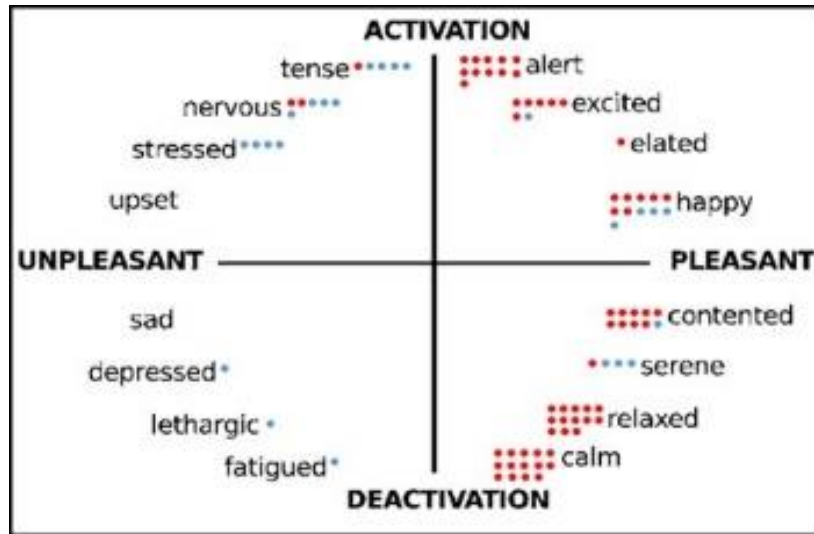 ACTIVATION
tense
alert
nervous
excited
stressed
elated
upset
happy
UNPLEASANT
PLEASANT
sad
contented
depressed
serene
lethargic
relaxed
fatigued
calm
DEACTIVATION